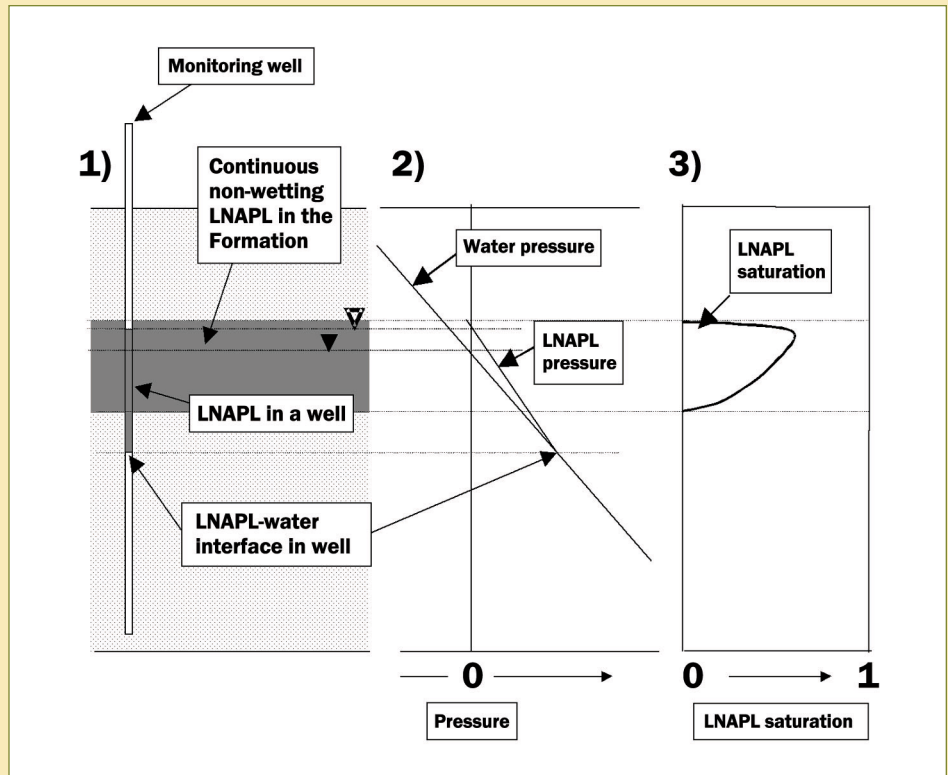 Monitoring well
1)
Continuous
non-wetting
LNAPL in the
Formation
LNAPL in a well
LNAPL-water
interface in well
2)
Water pressure
LNAPL
pressure
0
Pressure
3)
LNAPL
saturation
0
1
LNAPL saturation